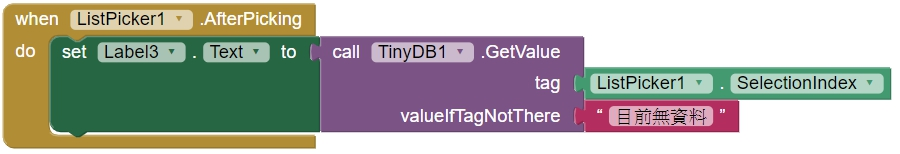 when ListPicker1 .AfterPicking
do set Label3 . Text to call TinyDB1 .GetValue
tag ListPicker1 . SelectionIndex
valueIfTagNotThere “ 目前無資料 ”